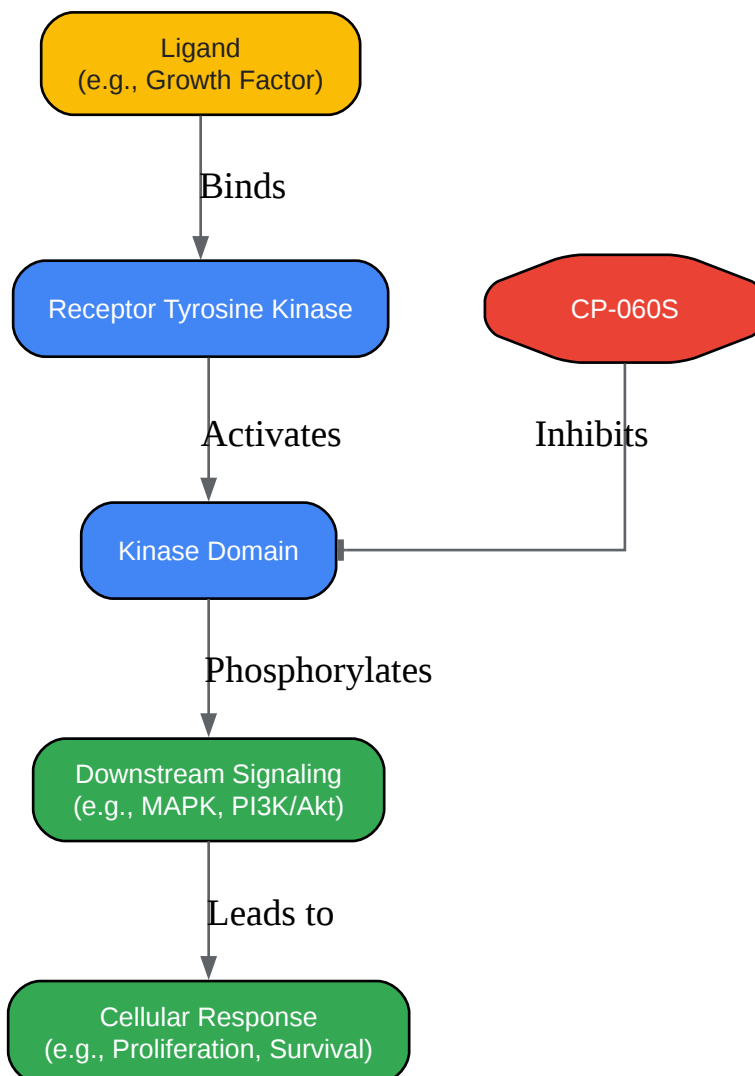 Ligand
(e.g., Growth Factor)
Binds
Receptor Tyrosine Kinase
CP-060S
Activates
Inhibits
Kinase Domain
Phosphorylates
Downstream Signaling
(e.g., MAPK, PI3K/Akt)
Leads to
Cellular Response
(e.g., Proliferation, Survival)